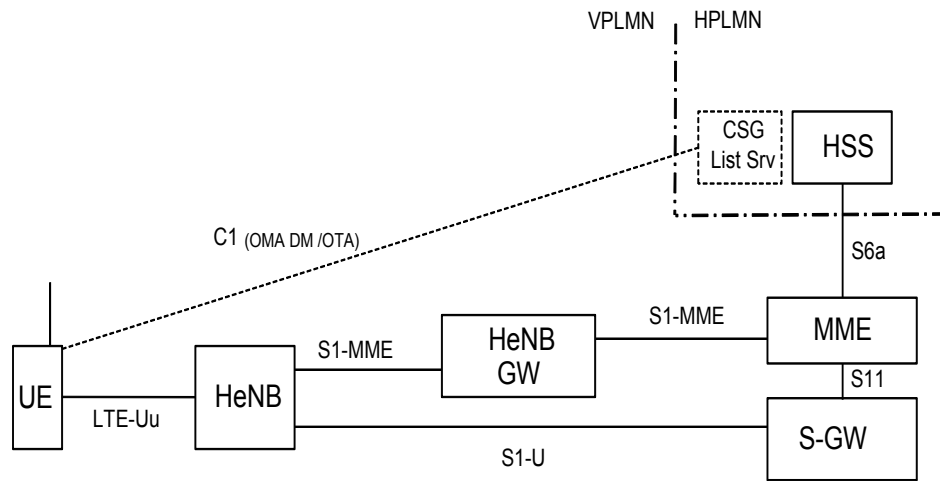 VPLMN HPLMN
CSG
List Srv
HSS
C1 (OMA DM /OTA)
S6a
S1-MME
MME
S1-MME
HeNB
GW
S11
UE
LTE-Uu
HeNB
S-GW
S1-U